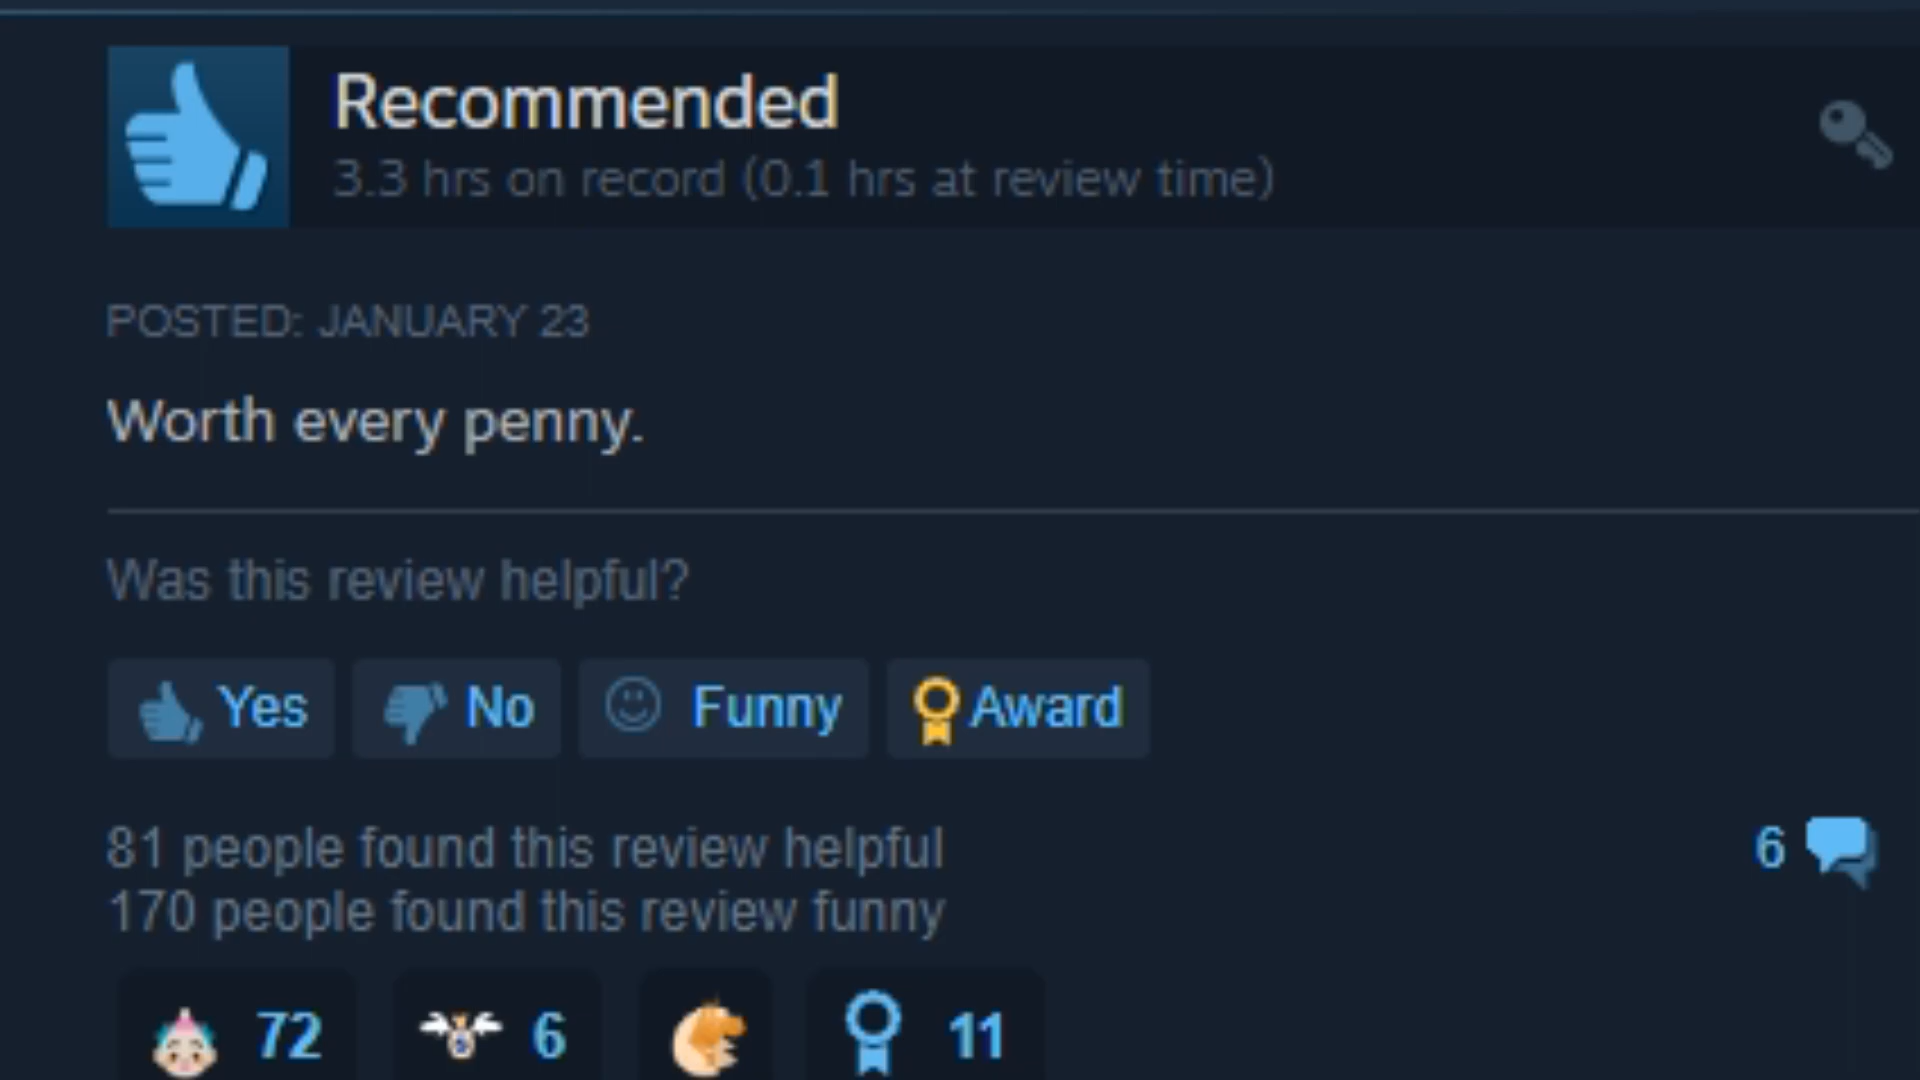 Recommended
3.3 hrs on record (0.1 hrs at review time)
POSTED: JANUARY 23
Worth every penny.
Was this review helpful?
Yes No Funny Award
81 people found this review helpful
6
170 people found this review funny
72 6 11